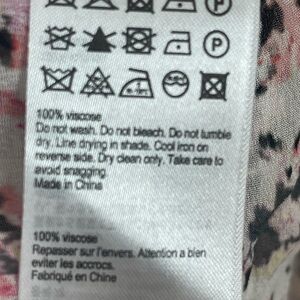 100% viscose
Do not wash. Do not bleach. Do not tumble
dry. Line drying in shade. Cool iron on
reverse side. Dry clean only. Take care to
avoid snagging
Made in China
100% viscose
Repasser sur l'envers. Attention a bien
eviter les accrocs.
Fabriqué en Chine